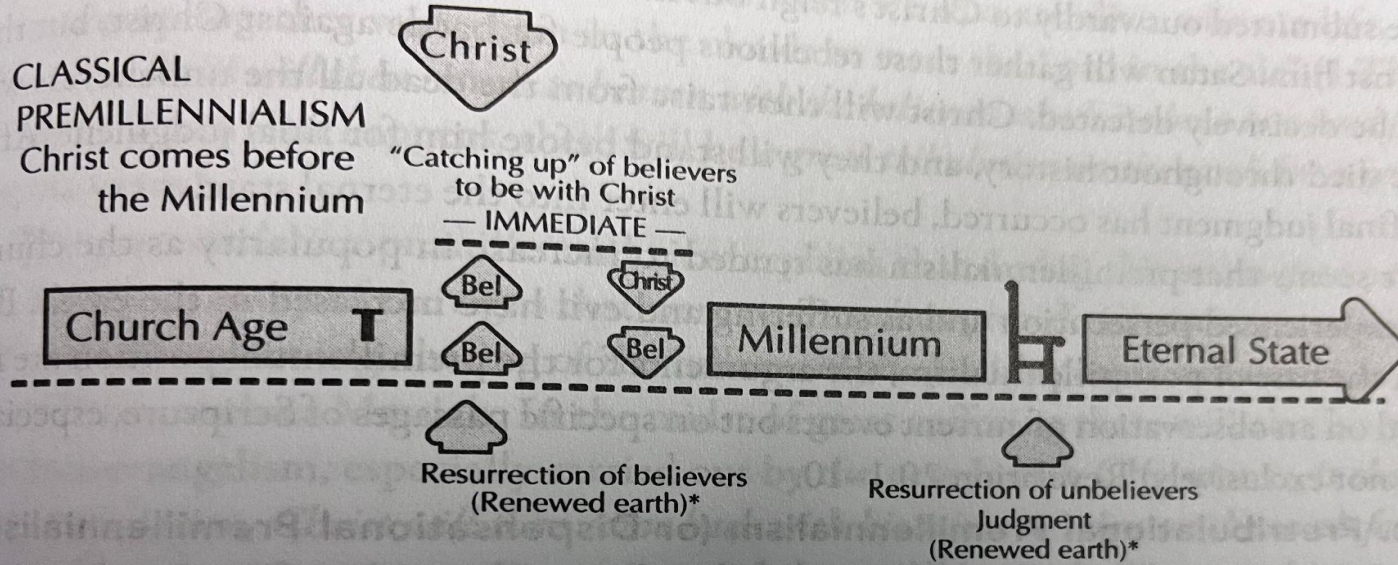 Christ
CLASSICAL
PREMILLENNIALISM
Christ comes before
the Millennium
"Catching up" of believers
to be with Christ
— IMMEDIATE —
Bel
Christ
Church Age T
Bel
Bel
Millennium
Eternal State
Resurrection of believers
(Renewed earth)*
Resurrection of unbelievers
Judgment
(Renewed earth)*